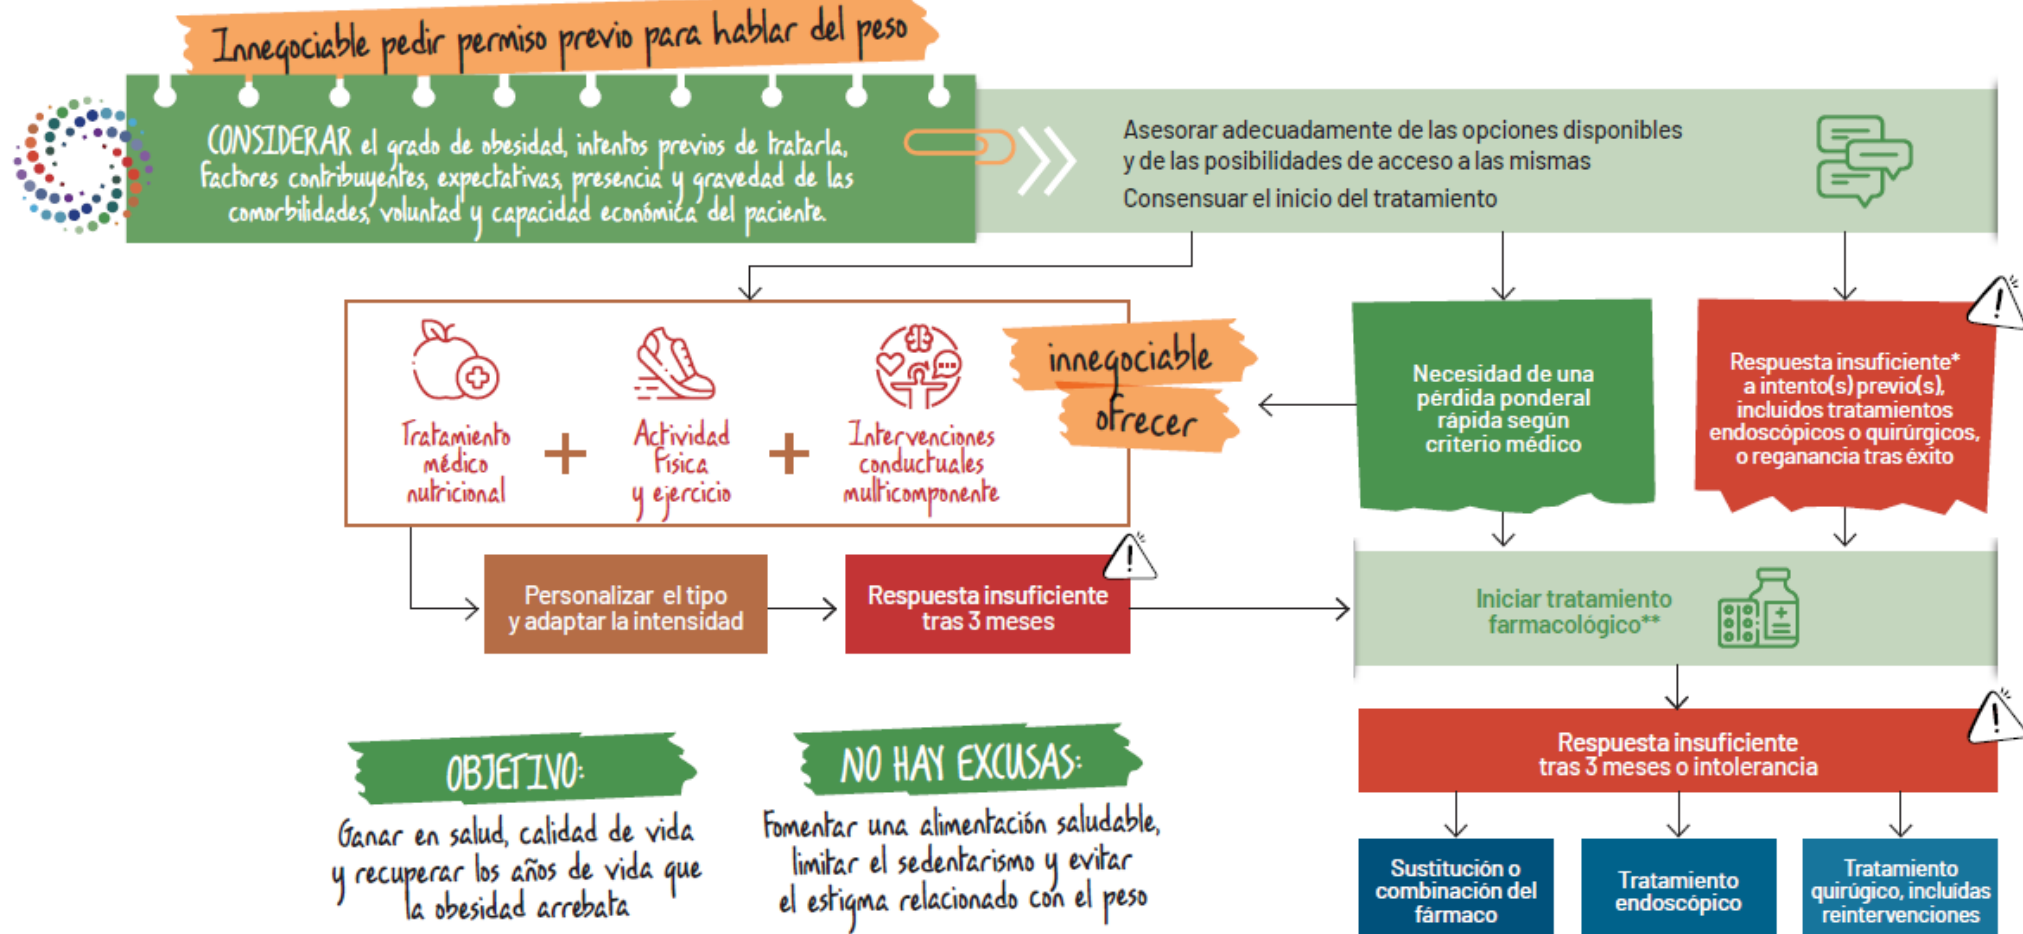 Innegociable pedir permiso previo para hablar del peso
CONSIDERAR el grado de obesidad, intentos previos de tratarla,
factores contribuyentes, expectativas, presencia y gravedad de las
comorbilidades, voluntad y capacidad económica del paciente.
Asesorar adecuadamente de las opciones disponibles
y de las posibilidades de acceso a las mismas
Consensuar el inicio del tratamiento
Tratamiento
médico
nutricional
+
Actividad
física
y ejercicio
+
Intervenciones
conductuales
multicomponente
innegociable
ofrecer
Necesidad de una
pérdida ponderal
rápida según
criterio médico
Respuesta insuficiente*
a intento(s) previo(s),
incluidos tratamientos
endoscópicos o quirúrgicos,
o reganancia tras éxito
Personalizar el tipo
y adaptar la intensidad
Respuesta insuficiente
tras 3 meses
Iniciar tratamiento
farmacológico**
Respuesta insuficiente
tras 3 meses o intolerancia
Sustitución o
combinación del
fármaco
Tratamiento
endoscópico
Tratamiento
quirúgico, incluídas
reintervenciones
OBJETIVO:
Ganar en salud, calidad de vida
y recuperar los años de vida que
la obesidad arrebata
NO HAY EXCUSAS:
Fomentar una alimentación saludable,
limitar el sedentarismo y evitar
el estigma relacionado con el peso